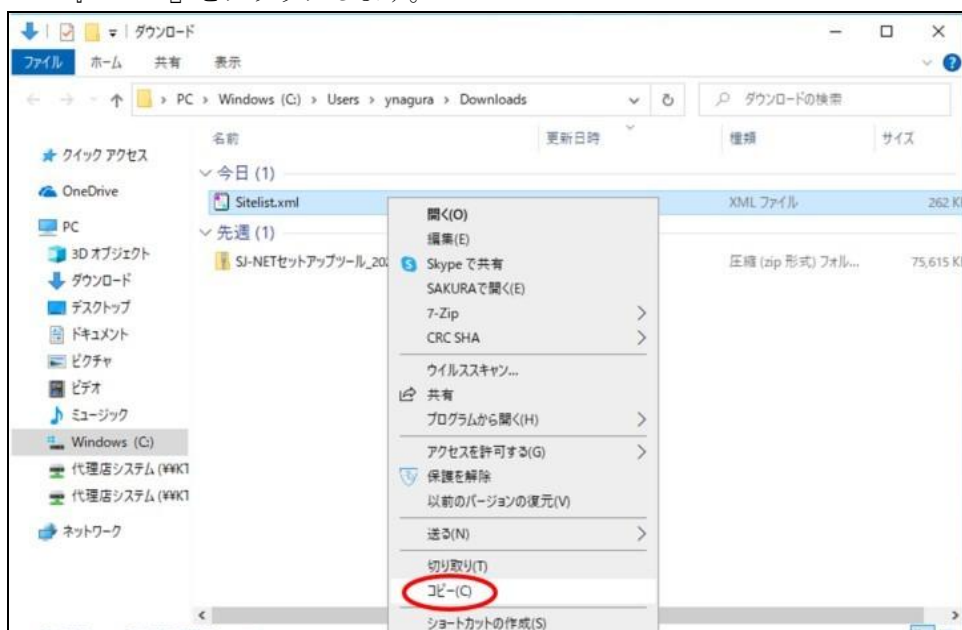 ダウンロード
ファイル ホーム 共有 表示
PC > Windows (C:) > Users > ynagura > Downloads
ダウンロードの検索
名前 更新日時 種類 サイズ
クイック アクセス
今日 (1)
OneDrive
Sitelist.xml XML ファイル 262 K
PC
先週 (1)
3D オブジェクト
SJ-NETセットアップツール_202 圧縮 (zip 形式) フォル... 75,615 K
ダウンロード
デスクトップ
ドキュメント
ピクチャ
ビデオ
ミュージック
Windows (C:)
代理店システム (¥¥KT
代理店システム (¥¥KT
ネットワーク
開く(O)
編集(E)
Skype で共有
SAKURAで開く(E)
7-Zip
CRC SHA
ウイルススキャン...
共有
プログラムから開く(H)
アクセスを許可する(G)
保護を解除
以前のバージョンの復元(V)
送る(N)
切り取り(T)
コピー(C)
ショートカットの作成(S)